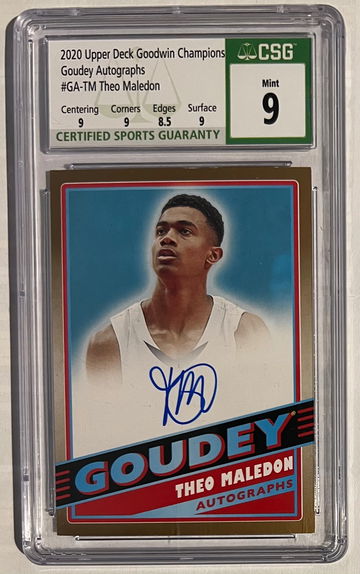 2020 Upper Deck Goodwin Champions
Goudey Autographs
#GA-TM Theo Maledon
Centering Corners Edges Surface
9 9 8.5 9
CERTIFIED SPORTS GUARANTY
CSG
Mint
9
GOUDEY
THEO MALEDON
AUTOGRAPHS